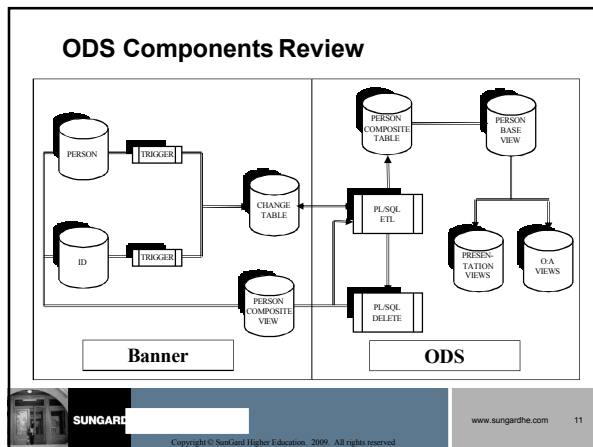 ODS Components Review
PERSON
TRIGGER
ID
TRIGGER
CHANGE
TABLE
PERSON
COMPOSITE
VIEW
Banner
PERSON
COMPOSITE
TABLE
PERSON
BASE
VIEW
PL/SQL
ETL
PRESEN-
TATION
VIEWS
O:A
VIEWS
PL/SQL
DELETE
ODS
SUNGARD
www.sungardhe.com 11
Copyright © SunGard Higher Education. 2009. All rights reserved